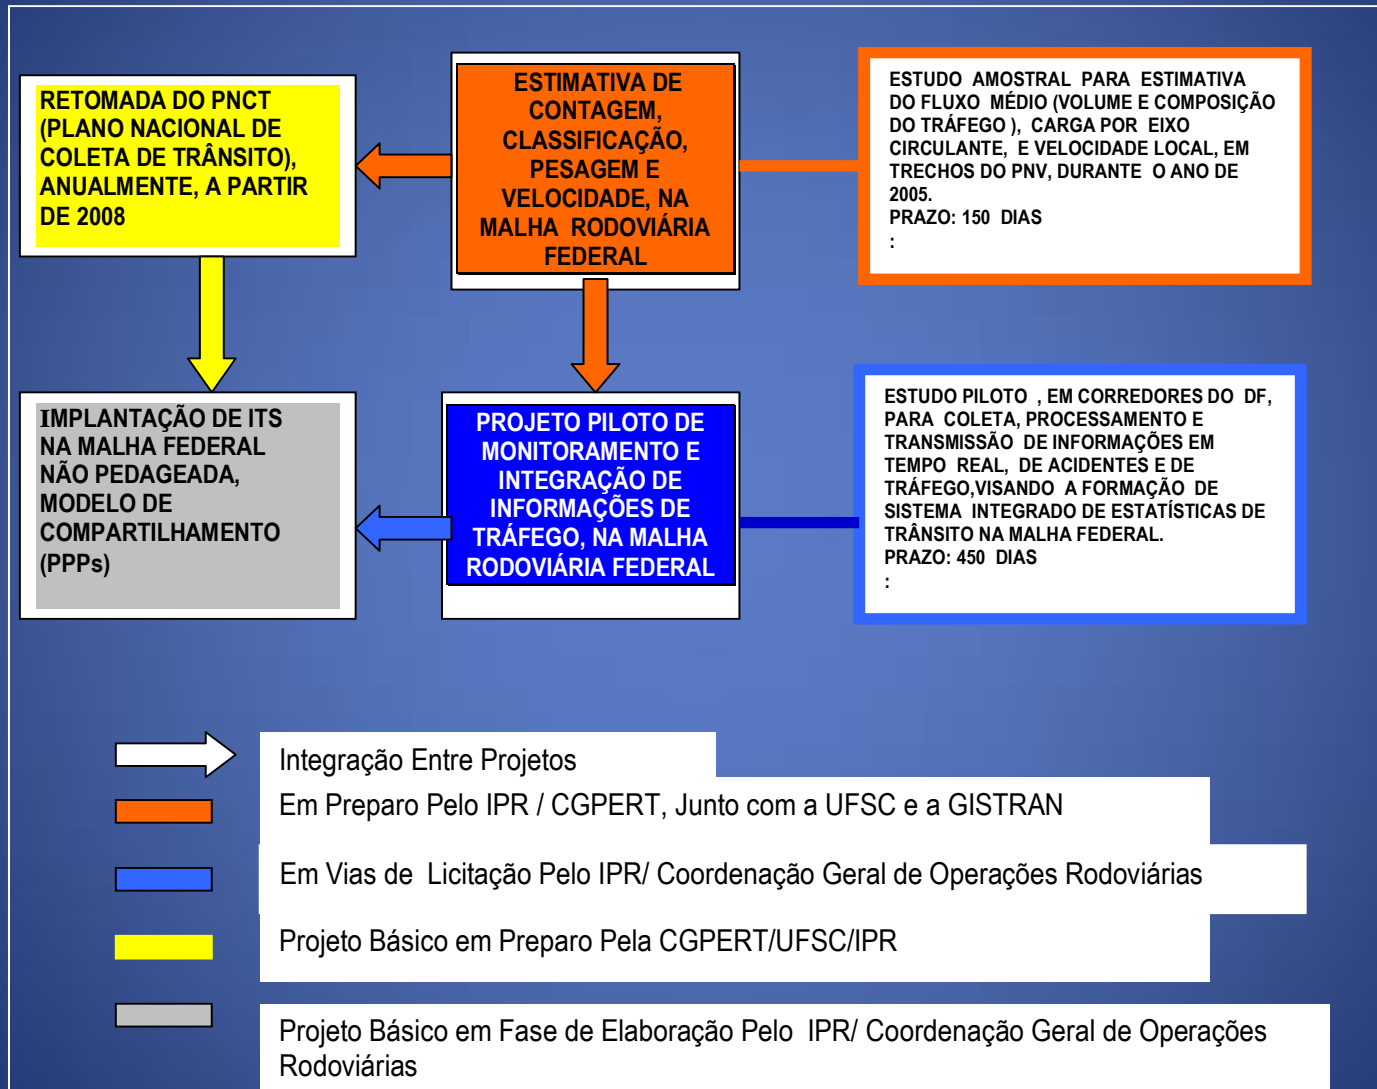 RETOMADA DO PNCT
(PLANO NACIONAL DE
COLETA DE TRÂNSITO),
ANUALMENTE, A PARTIR
DE 2008
ESTIMATIVA DE
CONTAGEM,
CLASSIFICAÇÃO,
PESAGEM E
VELOCIDADE, NA
MALHA RODOVIÁRIA
FEDERAL
ESTUDO AMOSTRAL PARA ESTIMATIVA
DO FLUXO MÉDIO (VOLUME E COMPOSIÇÃO
DO TRÁFEGO ), CARGA POR EIXO
CIRCULANTE, E VELOCIDADE LOCAL, EM
TRECHOS DO PNV, DURANTE O ANO DE
2005.
PRAZO: 150 DIAS
:
IMPLANTAÇÃO DE ITS
NA MALHA FEDERAL
NÃO PEDAGEADA,
MODELO DE
COMPARTILHAMENTO
(PPPs)
PROJETO PILOTO DE
MONITORAMENTO E
INTEGRAÇÃO DE
INFORMAÇÕES DE
TRÁFEGO, NA MALHA
RODOVIÁRIA FEDERAL
ESTUDO PILOTO , EM CORREDORES DO DF,
PARA COLETA, PROCESSAMENTO E
TRANSMISSÃO DE INFORMAÇÕES EM
TEMPO REAL, DE ACIDENTES E DE
TRÁFEGO,VISANDO A FORMAÇÃO DE
SISTEMA INTEGRADO DE ESTATÍSTICAS DE
TRÂNSITO NA MALHA FEDERAL.
PRAZO: 450 DIAS
:
Integração Entre Projetos
Em Preparo Pelo IPR / CGPERT, Junto com a UFSC e a GISTRAN
Em Vias de Licitação Pelo IPR/ Coordenação Geral de Operações Rodoviárias
Projeto Básico em Preparo Pela CGPERT/UFSC/IPR
Projeto Básico em Fase de Elaboração Pelo IPR/ Coordenação Geral de Operações
Rodoviárias